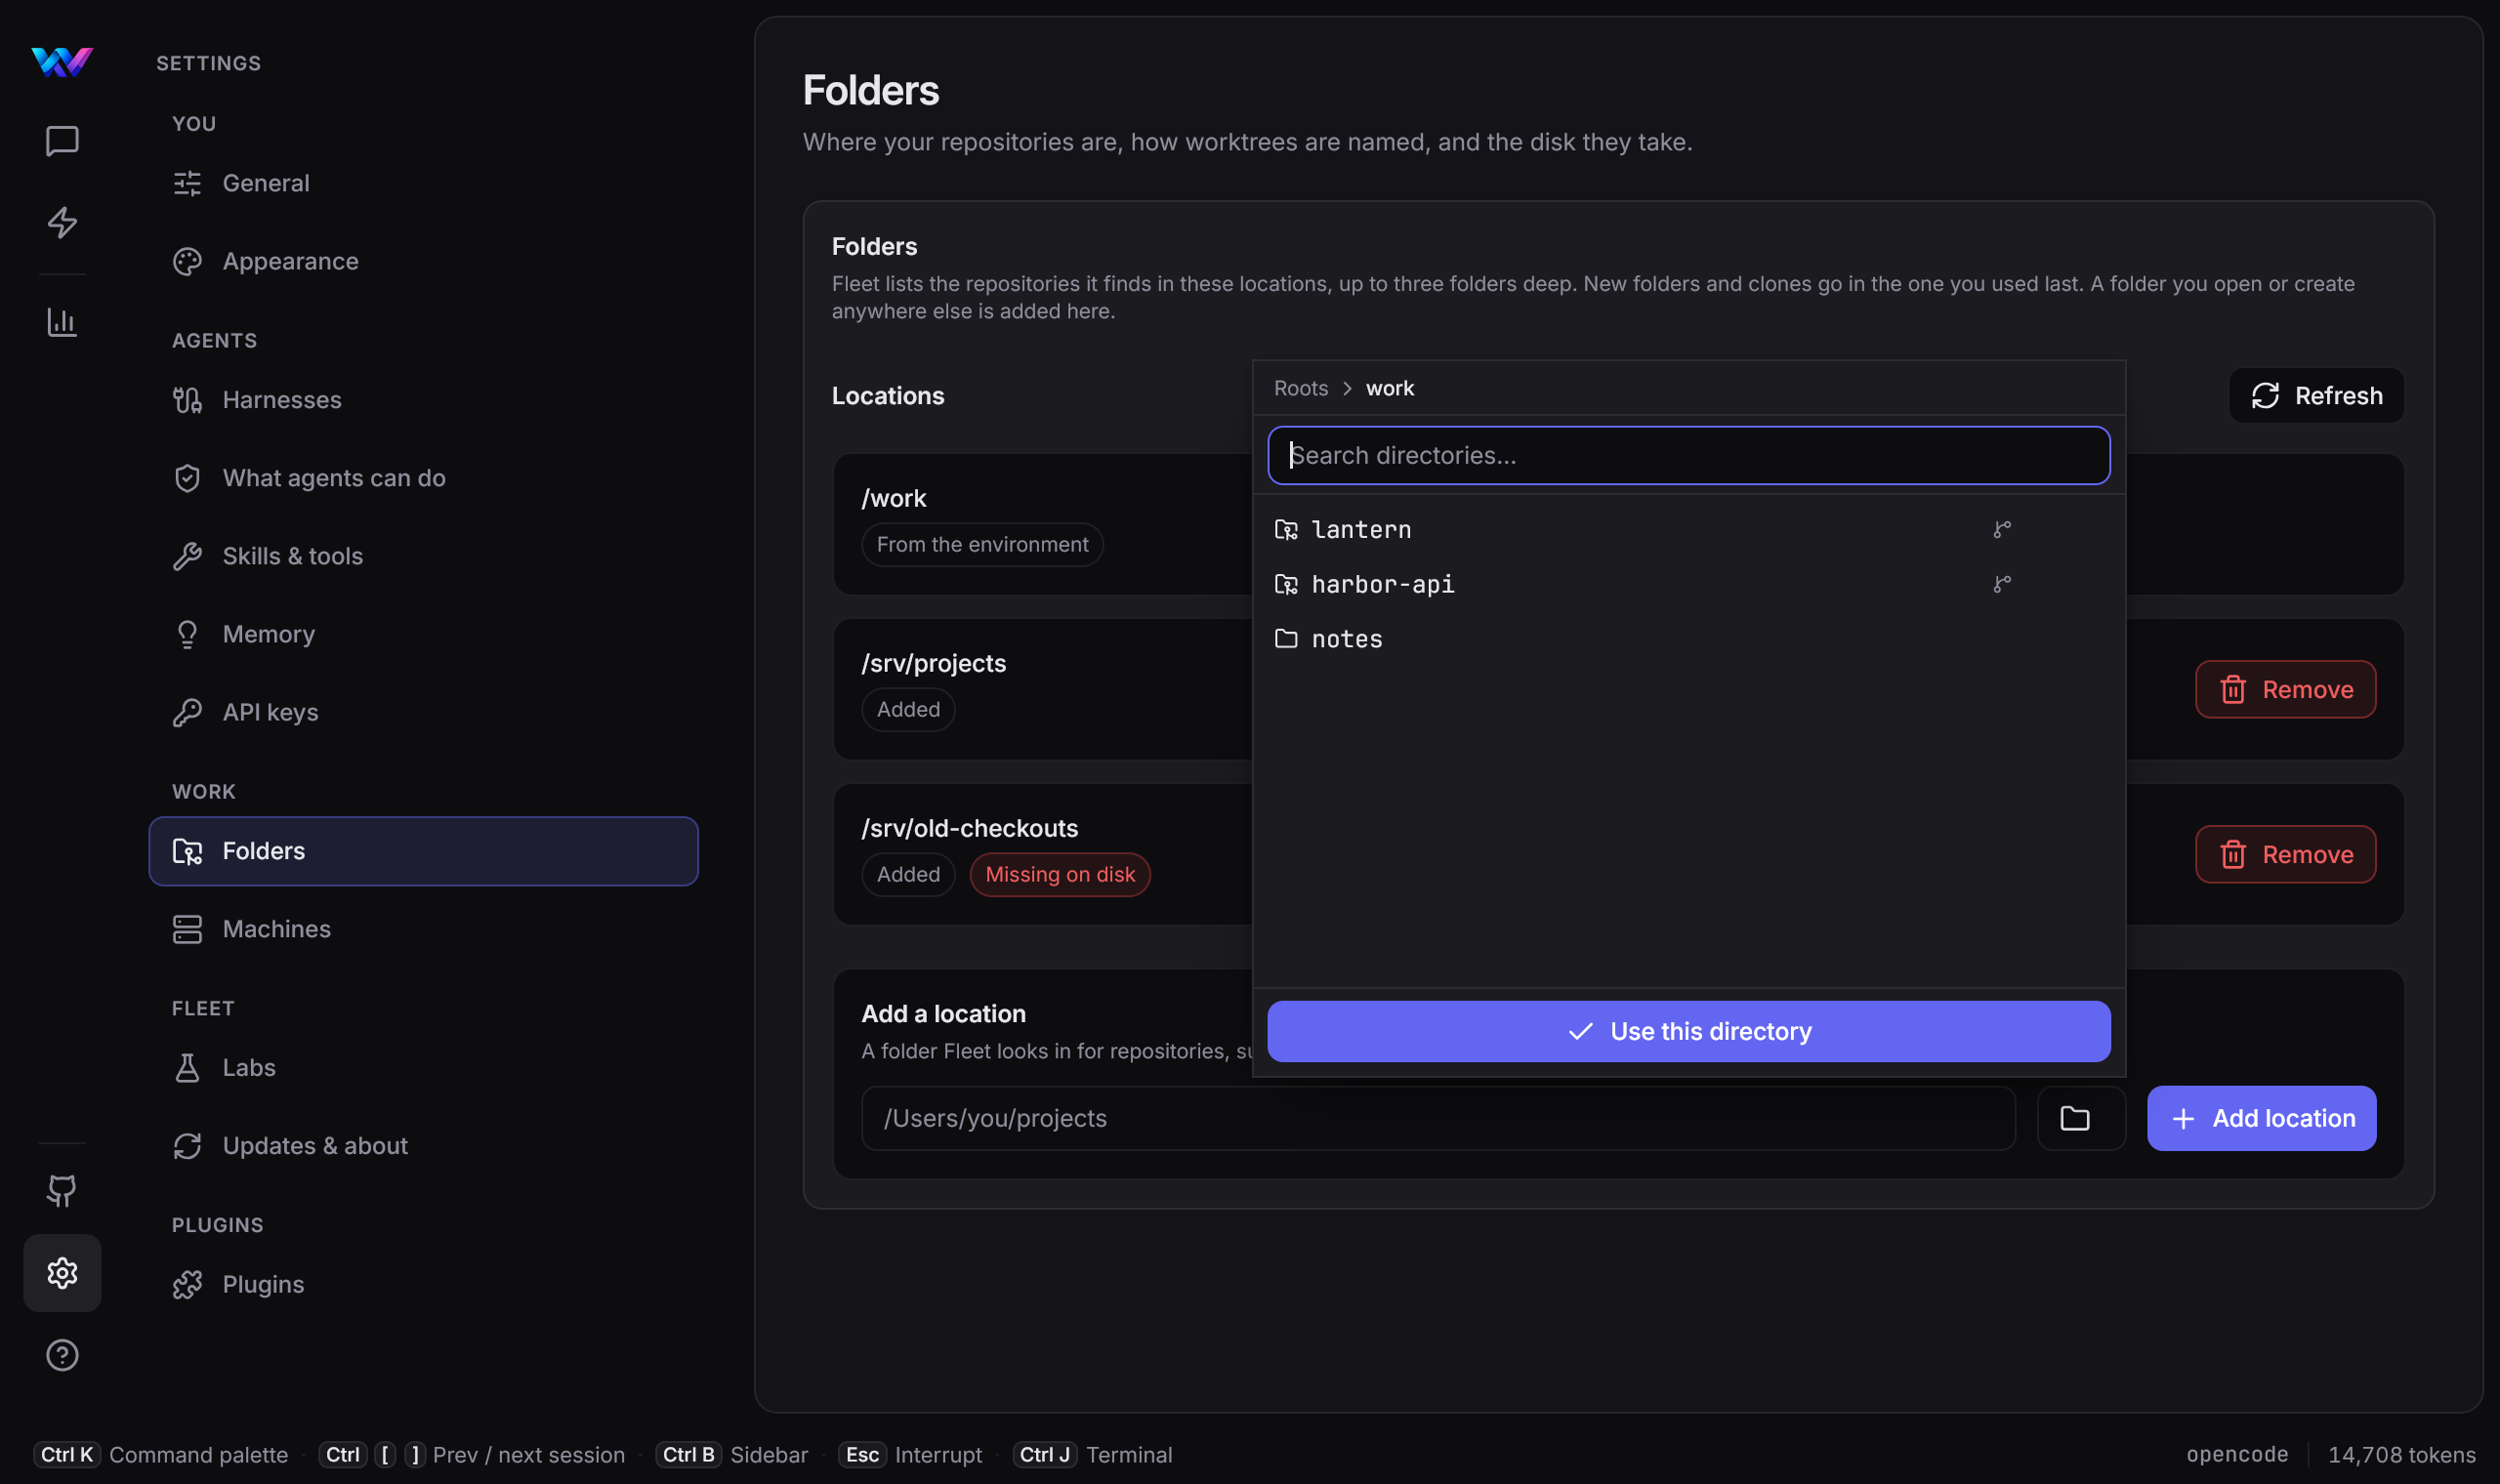 SETTINGS
YOU
General
Appearance
AGENTS
Harnesses
What agents can do
Skills & tools
Memory
API keys
WORK
Folders
Machines
FLEET
Labs
Updates & about
PLUGINS
Plugins
Folders
Where your repositories are, how worktrees are named, and the disk they take.
Folders
Fleet lists the repositories it finds in these locations, up to three folders deep. New folders and clones go in the one you used last. A folder you open or create
anywhere else is added here.
Locations
Refresh
/work
From the environment
/srv/projects
Added
Remove
/srv/old-checkouts
Added Missing on disk
Remove
Roots > work
Search directories...
lantern
harbor-api
notes
Use this directory
Add a location
A folder Fleet looks in for repositories,
/Users/you/projects
Add location
Ctrl K Command palette · Ctrl [ ] Prev / next session · Ctrl B Sidebar · Esc Interrupt · Ctrl J Terminal
opencode 14,708 tokens